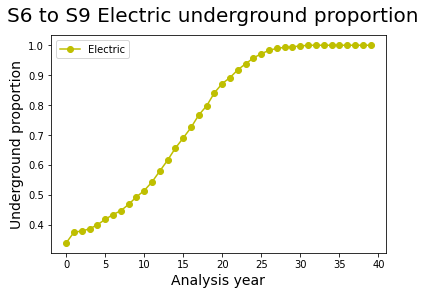 S6 to S9 Electric underground proportion
Electric
Underground proportion
1.0
0.9
0.8
0.7
0.6
0.5
0.4
0 5 10 15 20 25 30 35 40
Analysis year